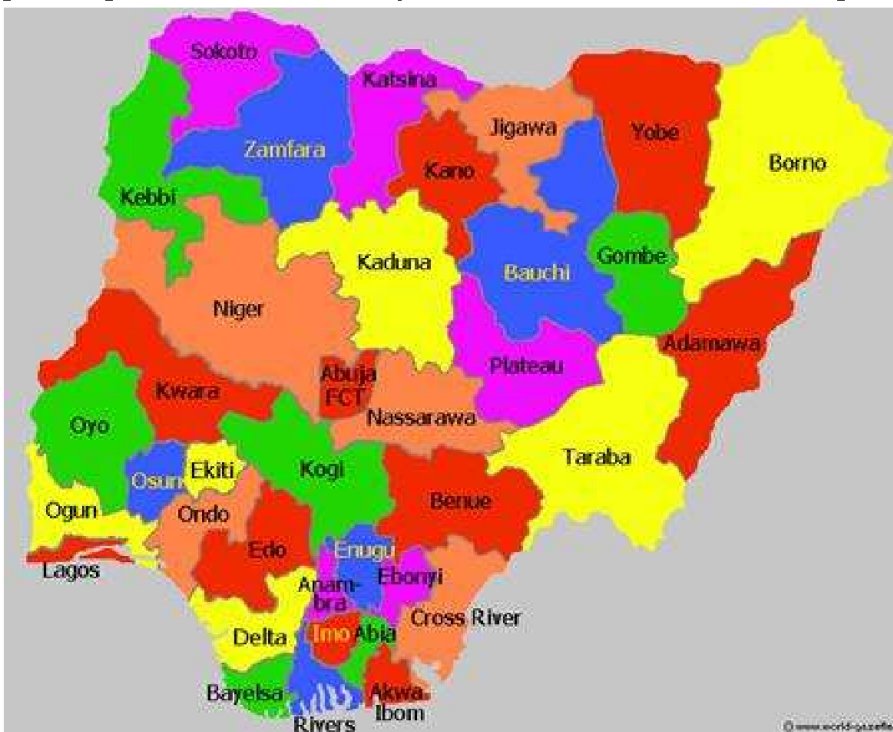 Sokoto
Katsina
Zamfara
Jigawa
Yobe
Borno
Kano
Kebbi
Kaduna
Bauchi
Gombe
Niger
Adamawa
Plateau
Abuja
FCT
Kwara
Nassarawa
Oyo
Taraba
Kogi
Ekiti
Osun
Benue
Ogun
Ondo
Edo
Enugu
Lagos
Ebonyi
Anam-
bra
Cross River
Delta
Imo
Abia
Bayelsa
Akwa
Ibom
Rivers